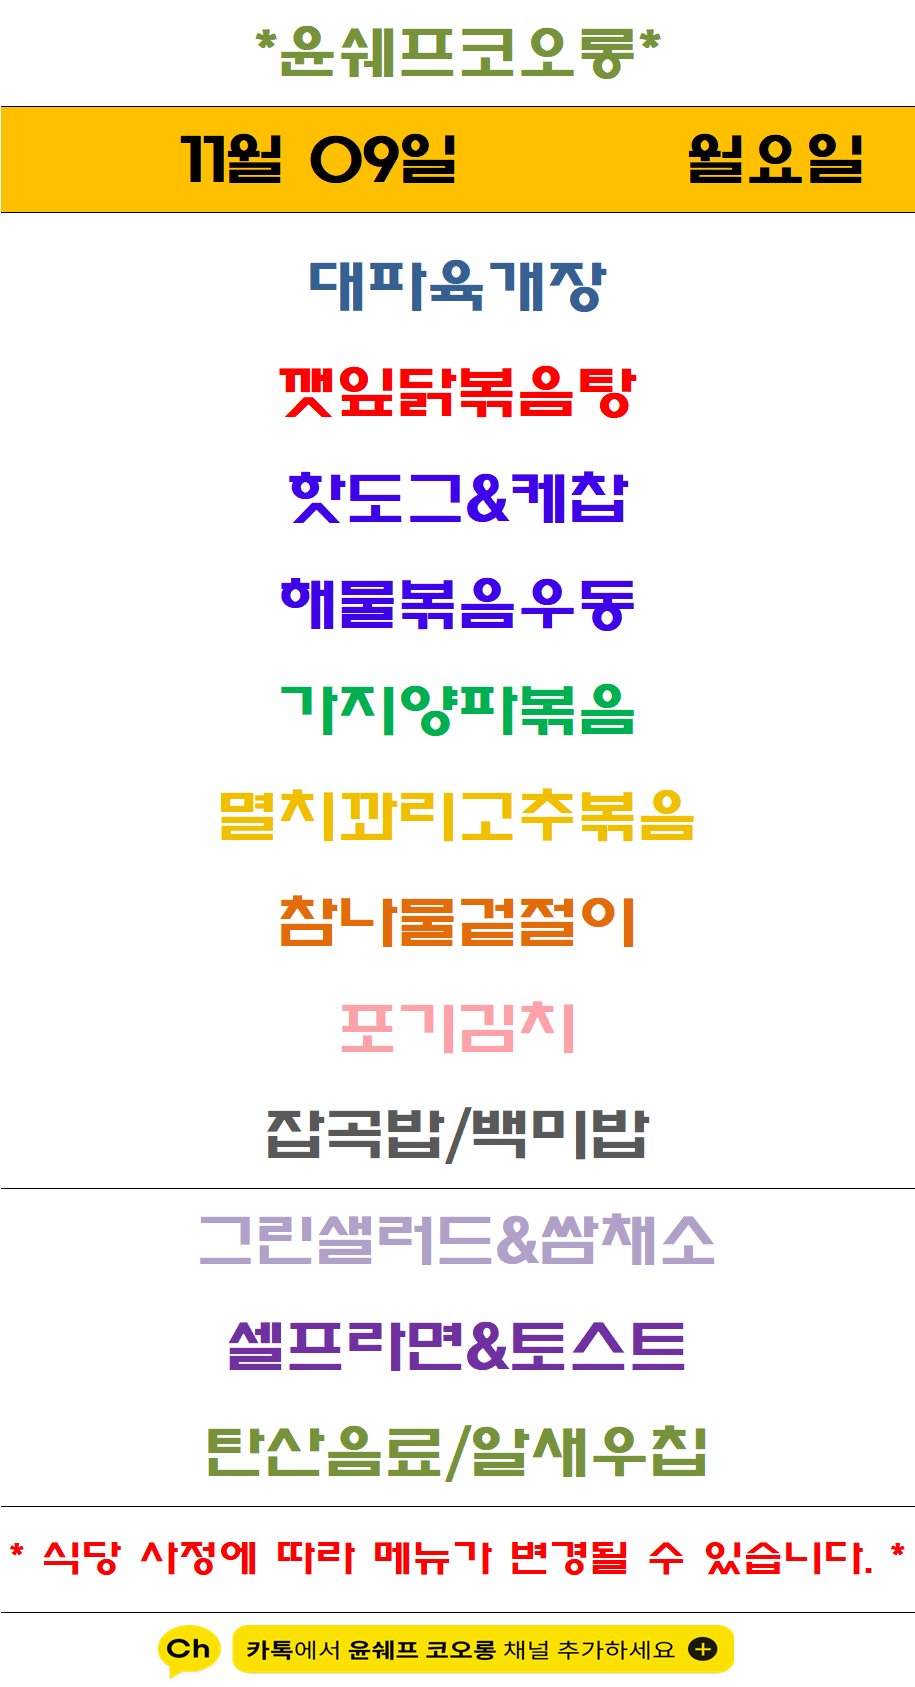 *윤쉐프코오롱*
11월 09일 월요일
대파육개장
깻잎닭볶음탕
핫도그&케찹
해물볶음우동
가지양파볶음
멸치꽈리고추볶음
참나물겉절이
포기김치
잡곡밥/백미밥
그린샐러드&쌈채소
셀프라면&토스트
탄산음료/알새우칩
* 식당 사정에 따라 메뉴가 변경될 수 있습니다. *
Ch 카톡에서 윤쉐프 코오롱 채널 추가하세요